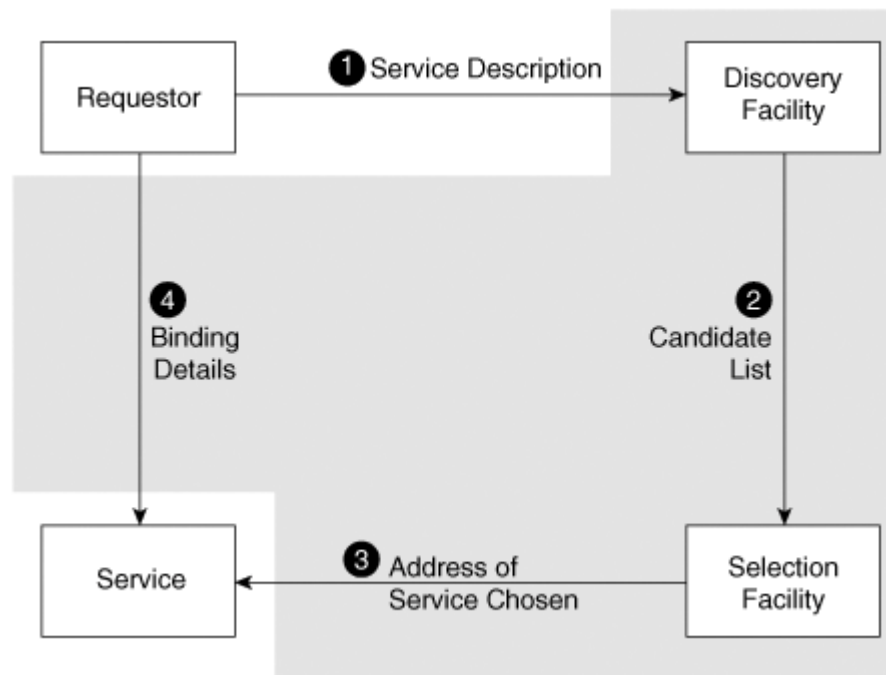 Requestor
1 Service Description
Discovery
Facility
4
Binding
Details
2
Candidate
List
Service
3 Address of
Service Chosen
Selection
Facility